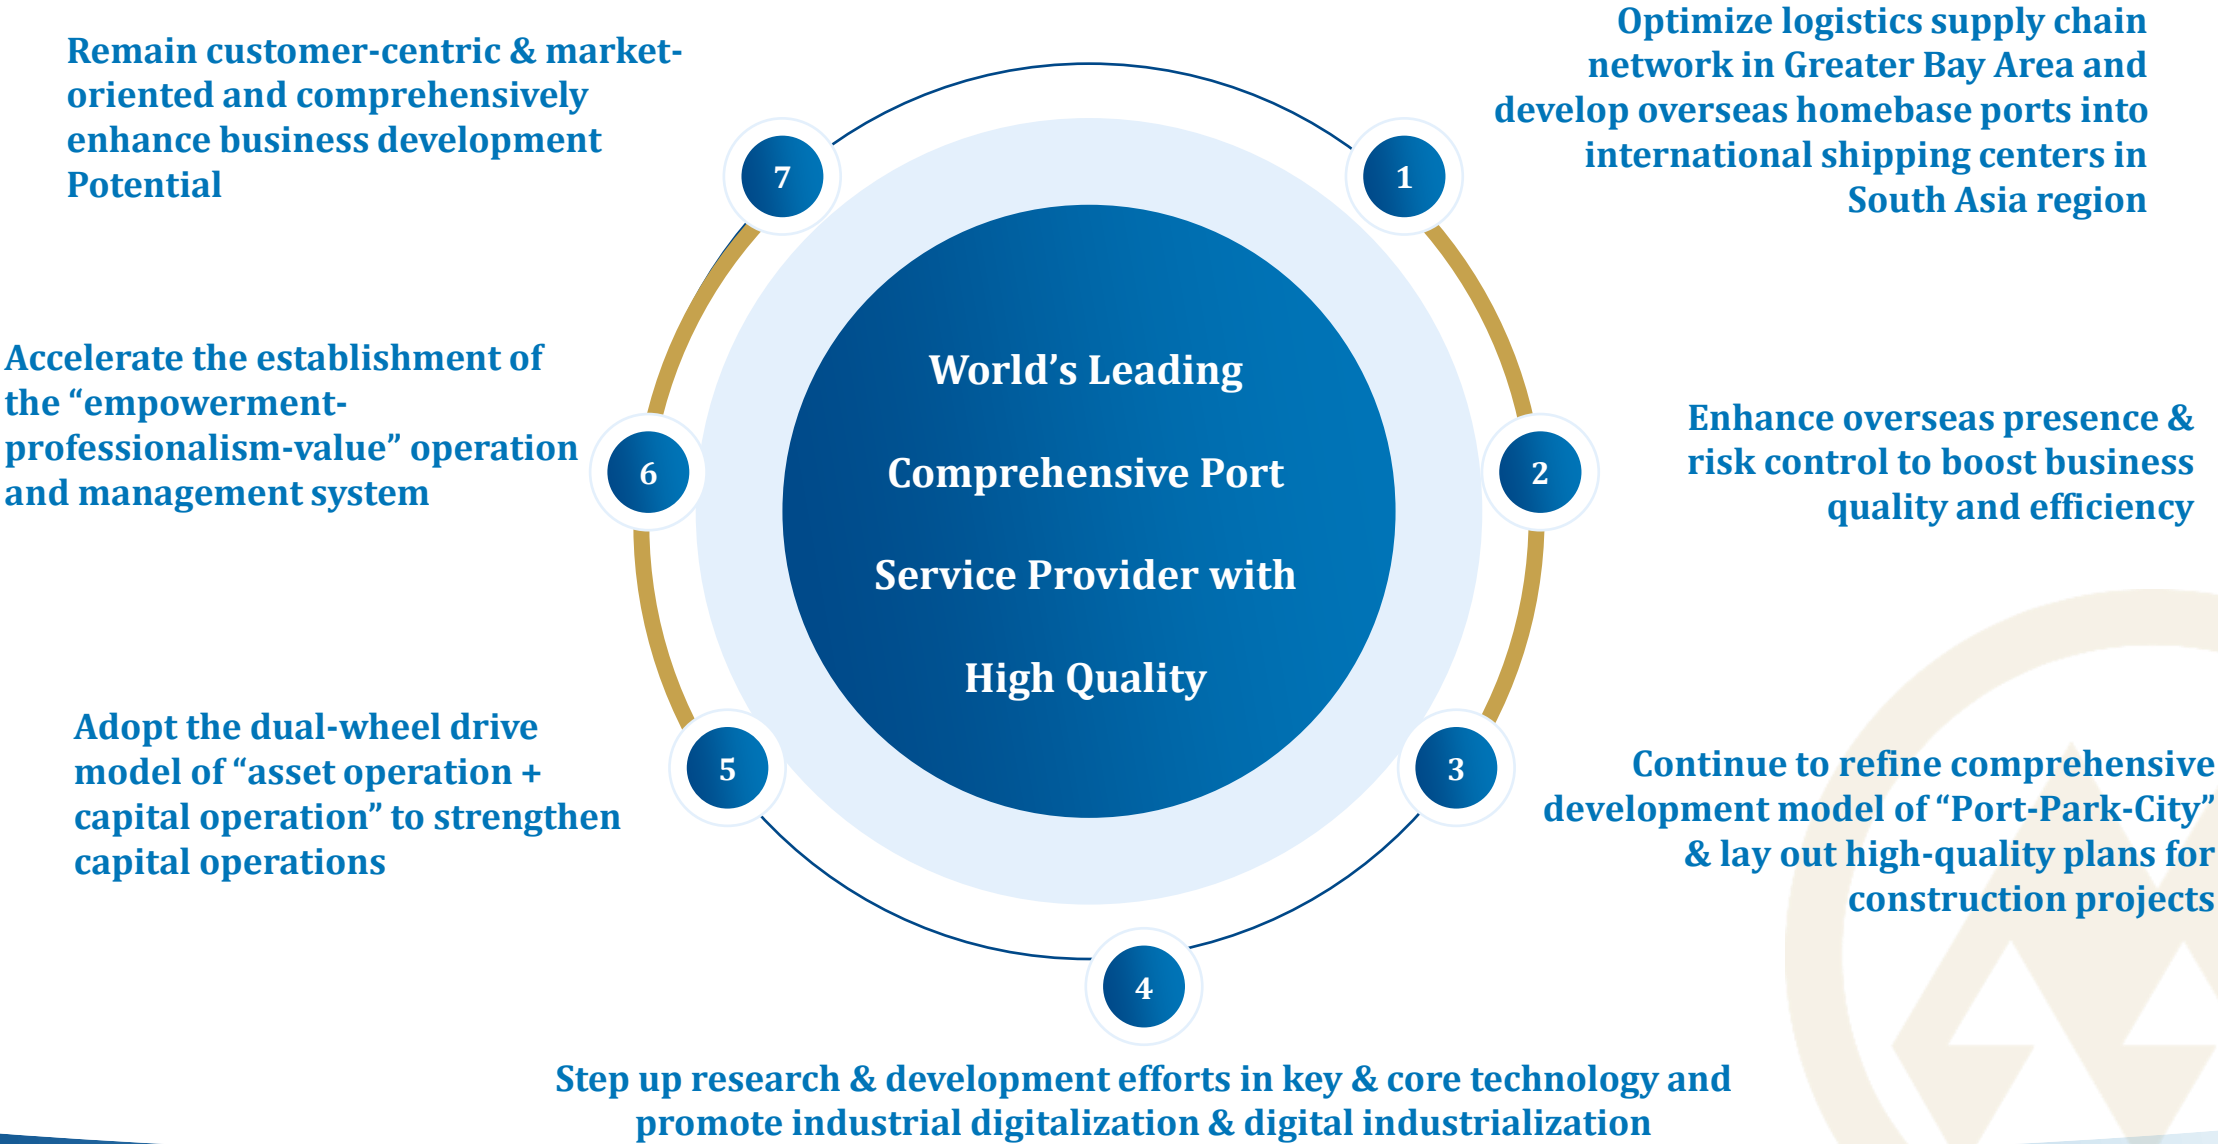 Optimize logistics supply chain
network in Greater Bay Area and
develop overseas homebase ports into
international shipping centers in
South Asia region
1
Enhance overseas presence &
risk control to boost business
quality and efficiency
2
Continue to refine comprehensive
development model of “Port-Park-City”
& lay out high-quality plans for
construction projects
3
Step up research & development efforts in key & core technology and
promote industrial digitalization & digital industrialization
4
Adopt the dual-wheel drive
model of “asset operation +
capital operation” to strengthen
capital operations
5
Accelerate the establishment of
the “empowerment-
professionalism-value” operation
and management system
6
Remain customer-centric & market-
oriented and comprehensively
enhance business development
Potential
7
World’s Leading
Comprehensive Port
Service Provider with
High Quality